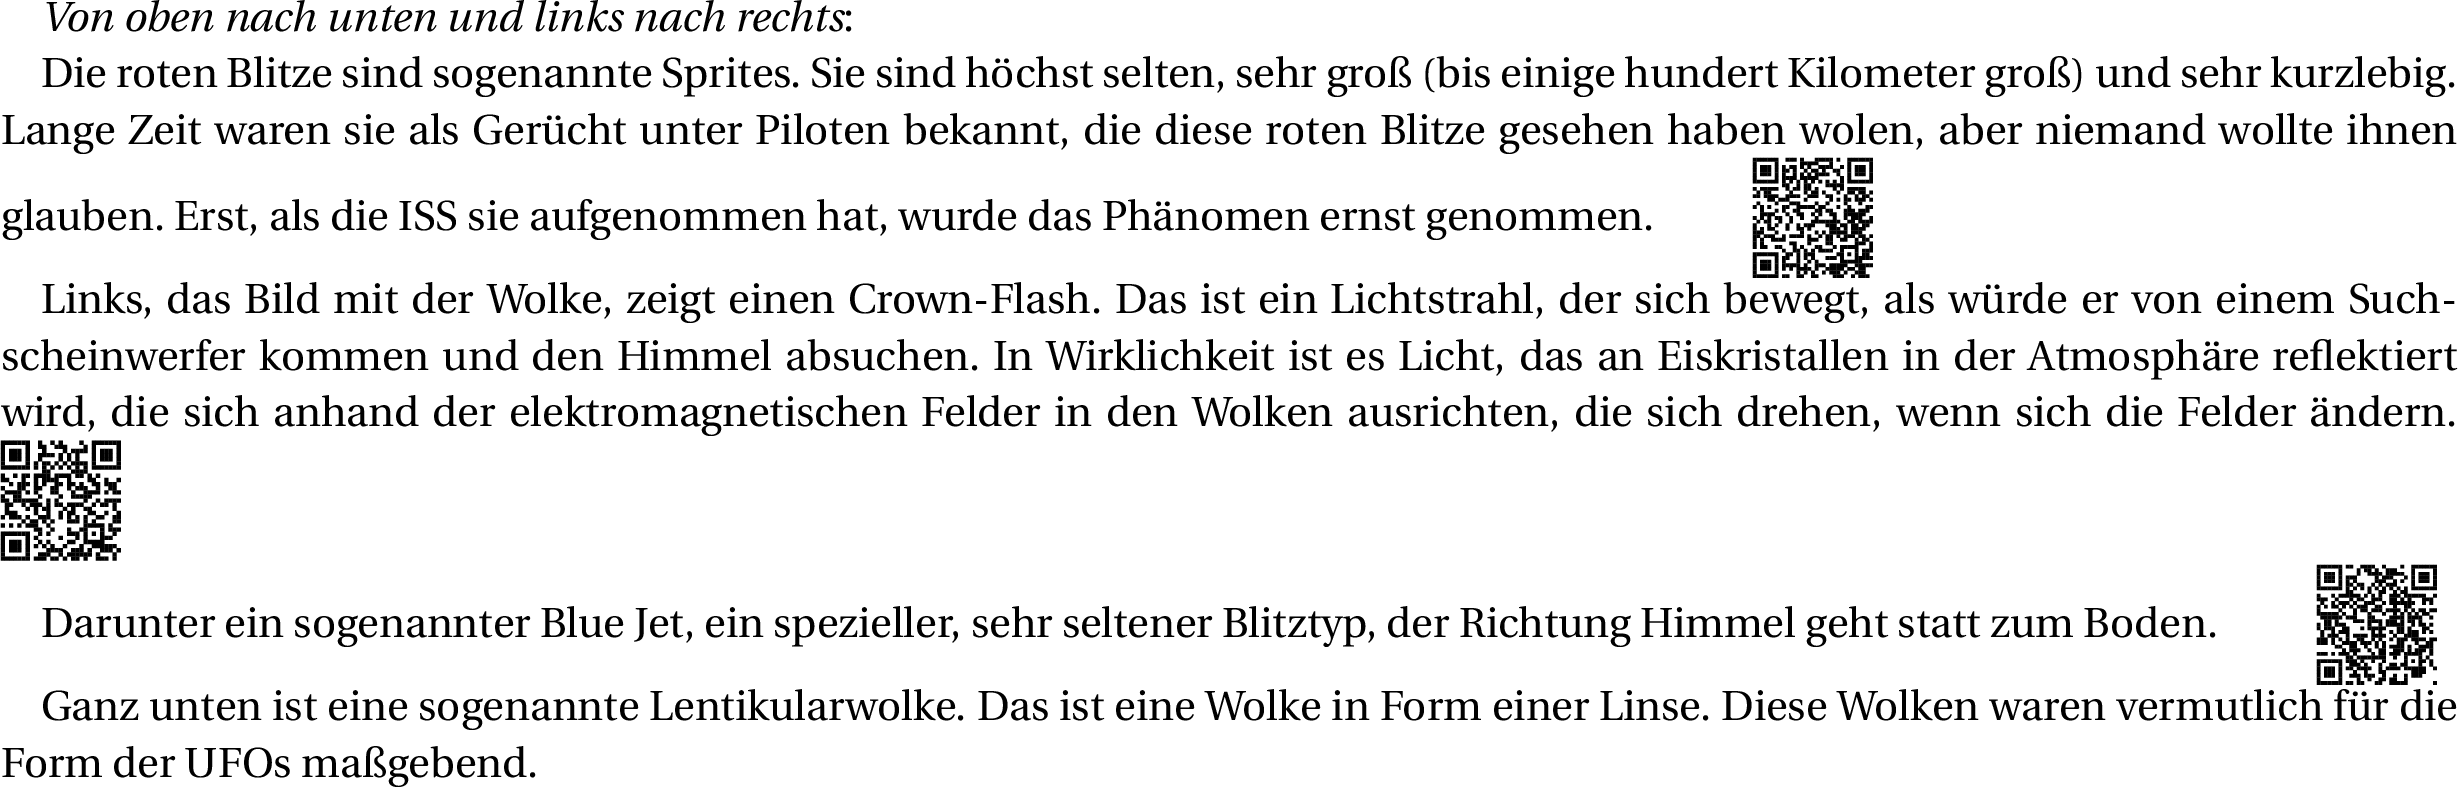 Von oben nach unten und links nach rechts:
Die roten Blitze sind sogenannte Sprites. Sie sind höchst selten, sehr groß (bis einige hundert Kilometer groß) und sehr kurzlebig.
Lange Zeit waren sie als Gerücht unter Piloten bekannt, die diese roten Blitze gesehen haben wolen, aber niemand wollte ihnen
glauben. Erst, als die ISS sie aufgenommen hat, wurde das Phänomen ernst genommen.
Links, das Bild mit der Wolke, zeigt einen Crown-Flash. Das ist ein Lichtstrahl, der sich bewegt, als würde er von einem Such-
scheinwerfer kommen und den Himmel absuchen. In Wirklichkeit ist es Licht, das an Eiskristallen in der Atmosphäre reflektiert
wird, die sich anhand der elektromagnetischen Felder in den Wolken ausrichten, die sich drehen, wenn sich die Felder ändern.
Darunter ein sogenannter Blue Jet, ein spezieller, sehr seltener Blitztyp, der Richtung Himmel geht statt zum Boden.
Ganz unten ist eine sogenannte Lentikularwolke. Das ist eine Wolke in Form einer Linse. Diese Wolken waren vermutlich für die
Form der UFOs maßgebend.